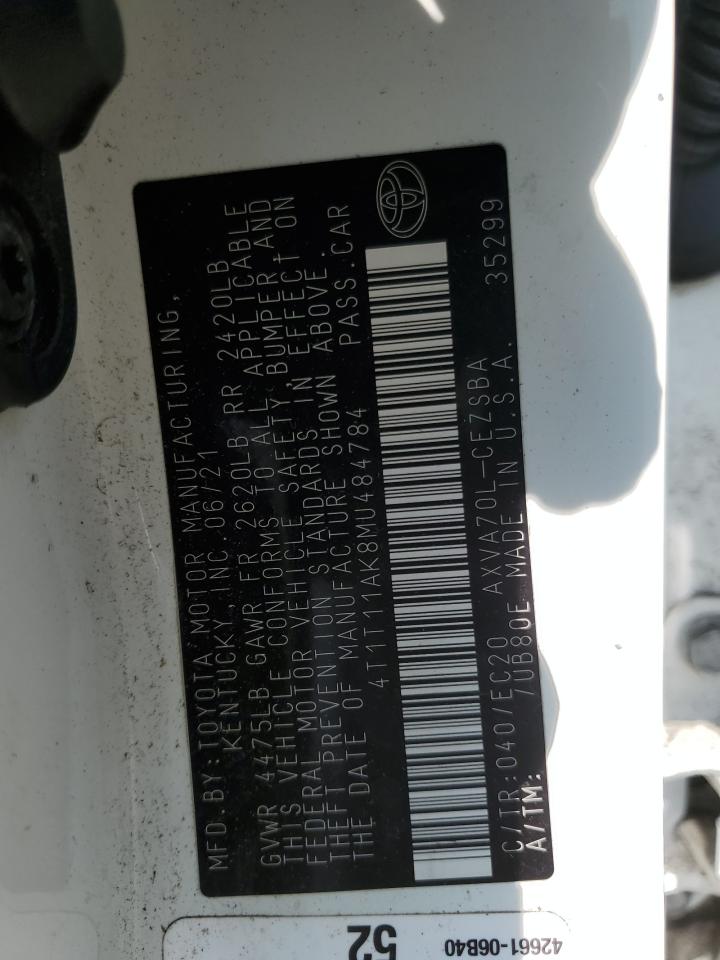 MFD. BY:TOYOTA MOTOR MANUFACTURING,
KENTUCKY, INC 06/21
GVWR 4475LB GAWR FR 2620LB RR 2420LB
THIS VEHICLE CONFORMS TO ALL APPLICABLE
FEDERAL MOTOR VEHICLE SAFETY, BUMPER AND
THEFT PREVENTION STANDARDS IN EFFECT ON
THE DATE OF MANUFACTURE SHOWN ABOVE.
4T1T11AK8MU484784 PASS.CAR
C/TR:040/EC20 AXVA70L-CEZSBA
A/TM: /UB80E MADE IN U.S.A. 35299
52
42661-06B40